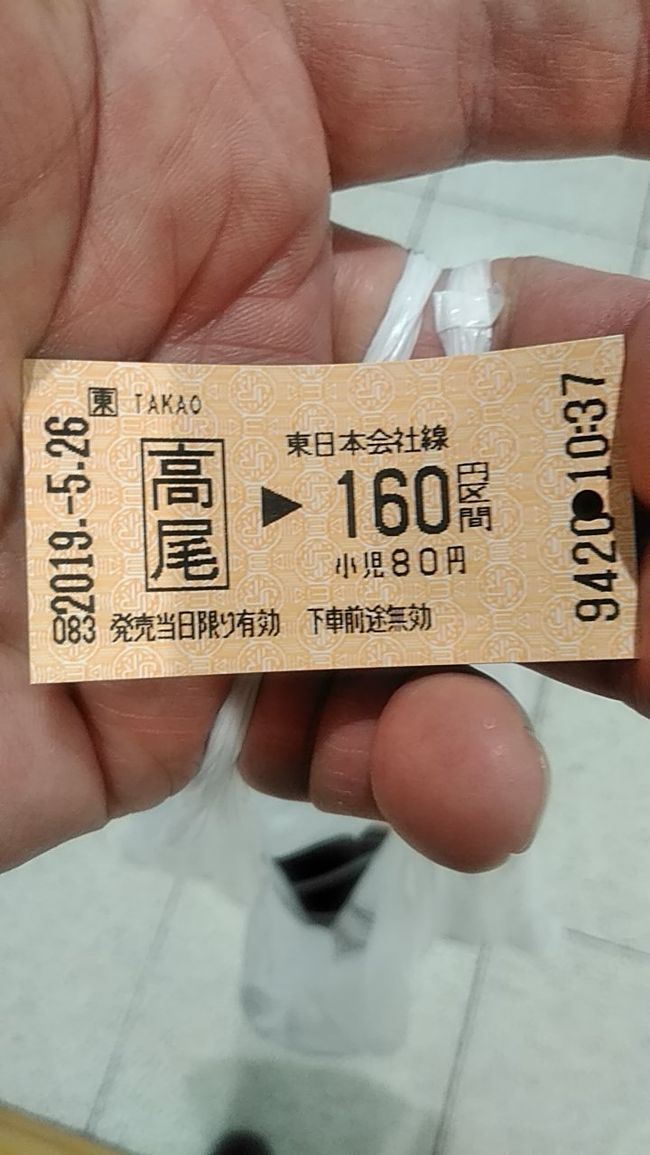 東 TAKAO
高尾▶
東日本会社線
160円区間
小児80円
発売当日限り有効 下車前途無効
083
2019.-5.26
9420●10:37